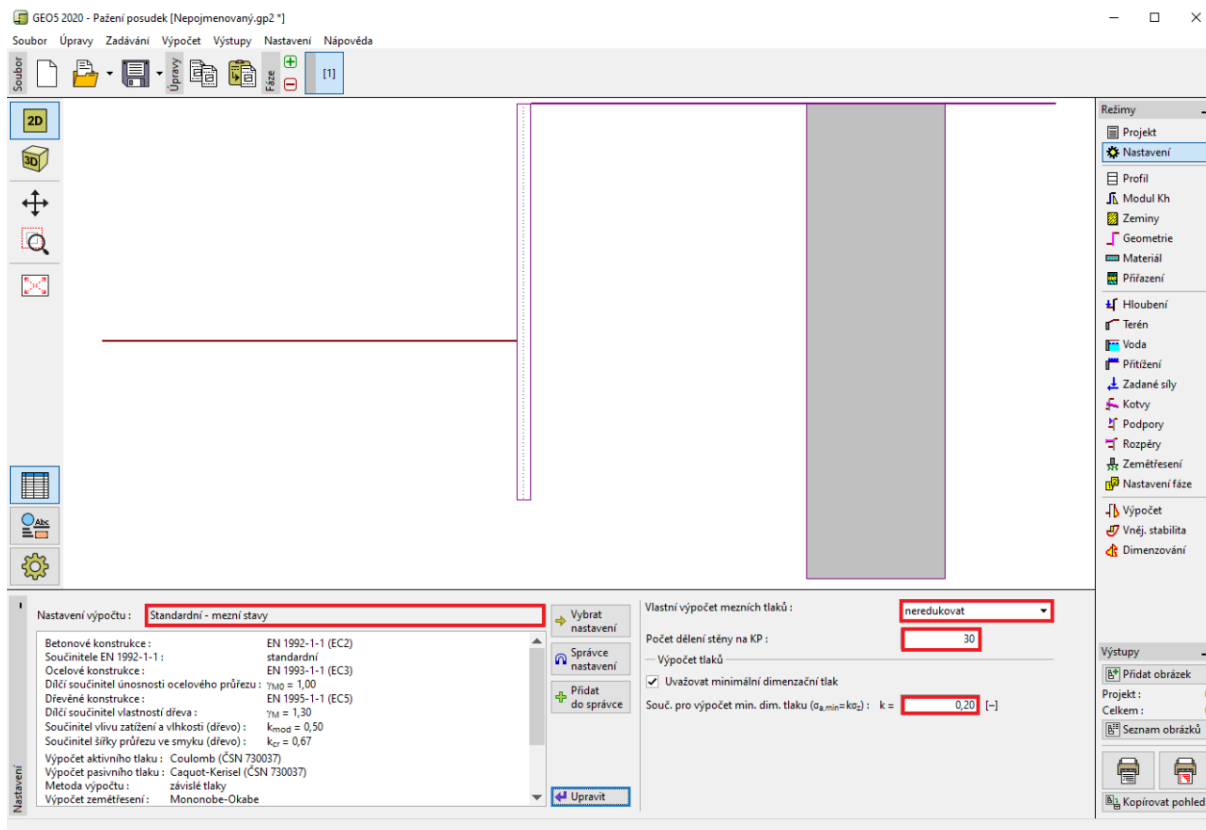 GEO5 2020 - Pažení posudek [Nepojmenovaný.gp2 *]
Soubor Úpravy Zadávání Výpočet Výstupy Nastavení Nápověda
Soubor
Úpravy
Fáze
[1]
2D
3D
Abc
Režimy
Projekt
Nastavení
Profil
Modul Kh
Zeminy
Geometrie
Materiál
Přiřazení
Hloubení
Terén
Voda
Přitížení
Zadané síly
Kotvy
Podpory
Rozpěry
Zemětřesení
Nastavení fáze
Výpočet
Vněj. stabilita
Dimenzování
Nastavení
Nastavení výpočtu : Standardní - mezní stavy
Betonové konstrukce : EN 1992-1-1 (EC2)
Součinitele EN 1992-1-1 : standardní
Ocelové konstrukce : EN 1993-1-1 (EC3)
Dílčí součinitel únosnosti ocelového průřezu : γM0 = 1,00
Dřevěné konstrukce : EN 1995-1-1 (EC5)
Dílčí součinitel vlastností dřeva : γM = 1,30
Součinitel vlivu zatížení a vlhkosti (dřevo) : kmod = 0,50
Součinitel šířky průřezu ve smyku (dřevo) : kcr = 0,67
Výpočet aktivního tlaku : Coulomb (ČSN 730037)
Výpočet pasivního tlaku : Caquot-Kerisel (ČSN 730037)
Metoda výpočtu : závislé tlaky
Výpočet zemětřesení : Mononobe-Okabe
Vybrat
nastavení
Správce
nastavení
Přidat
do správce
Upravit
Vlastní výpočet mezních tlaků : neredukovat
Počet dělení stěny na KP : 30
Výpočet tlaků
Uvažovat minimální dimenzační tlak
Souč. pro výpočet min. dim. tlaku (σa,min=kσz) : k = 0,20 [–]
Výstupy
Přidat obrázek
Projekt :
Celkem :
Seznam obrázků
Kopírovat pohled